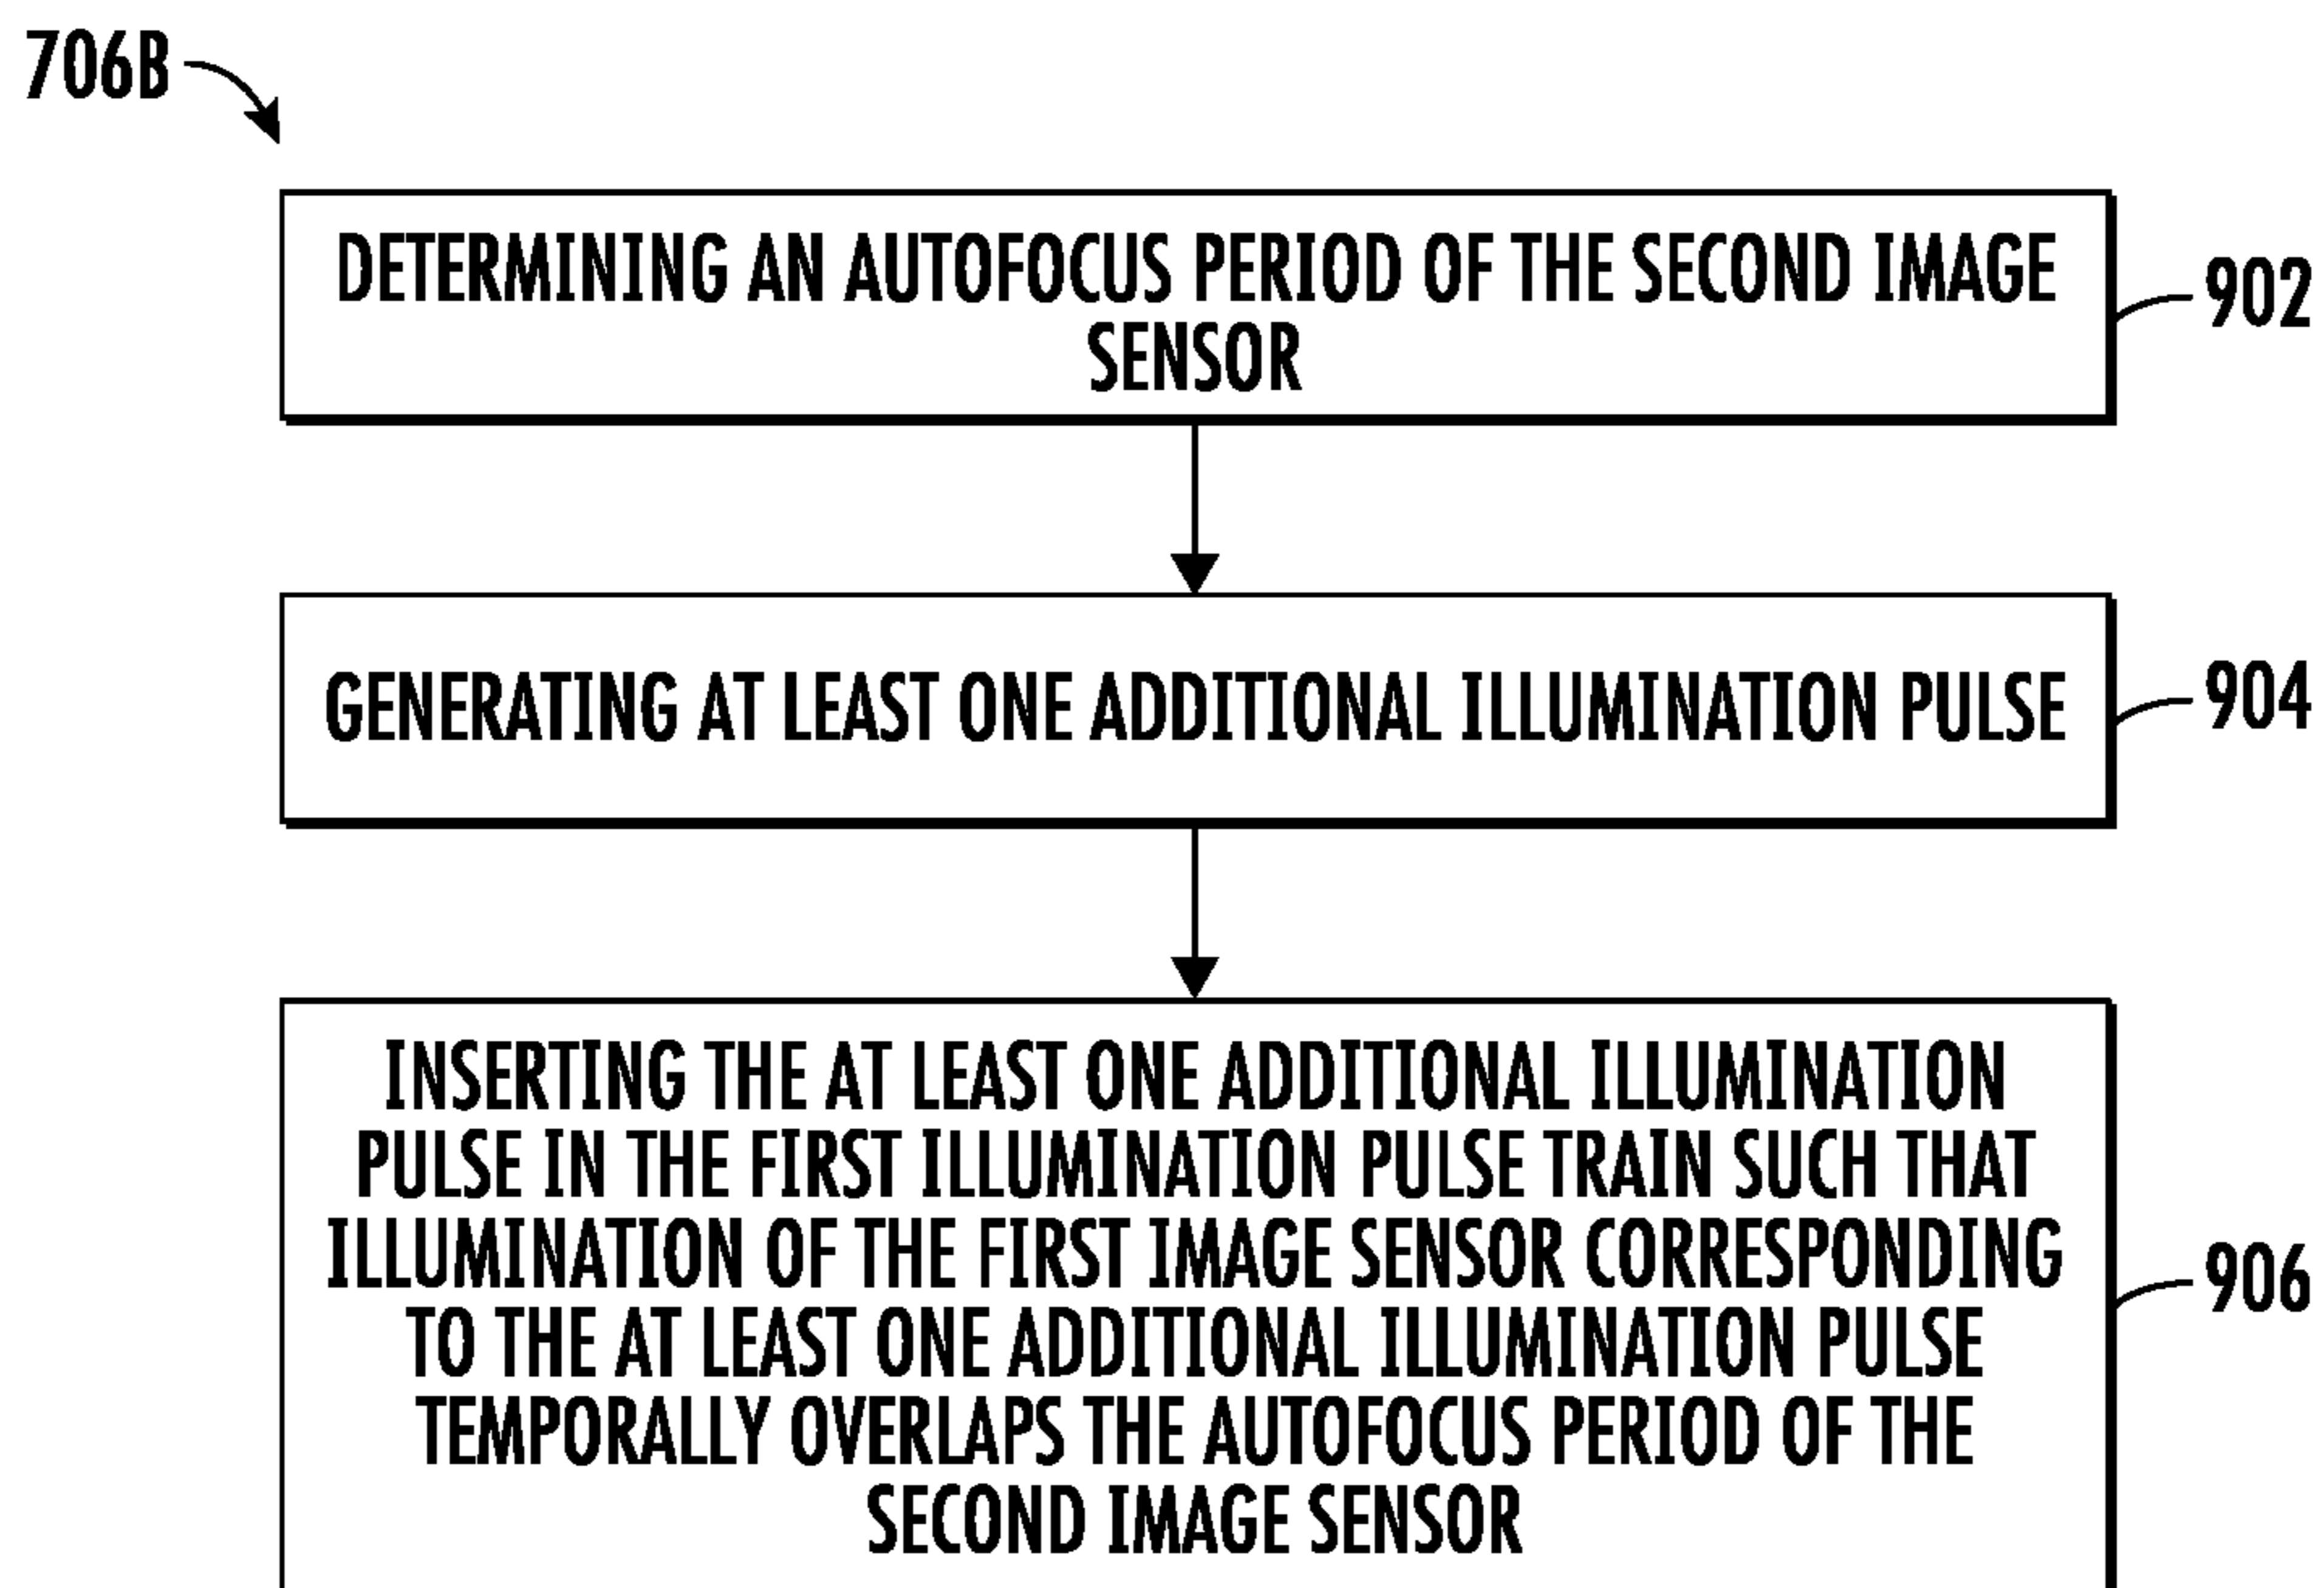 706B
DETERMINING AN AUTOFOCUS PERIOD OF THE SECOND IMAGE
SENSOR
902
GENERATING AT LEAST ONE ADDITIONAL ILLUMINATION PULSE
904
INSERTING THE AT LEAST ONE ADDITIONAL ILLUMINATION
PULSE IN THE FIRST ILLUMINATION PULSE TRAIN SUCH THAT
ILLUMINATION OF THE FIRST IMAGE SENSOR CORRESPONDING
TO THE AT LEAST ONE ADDITIONAL ILLUMINATION PULSE
TEMPORALLY OVERLAPS THE AUTOFOCUS PERIOD OF THE
SECOND IMAGE SENSOR
906